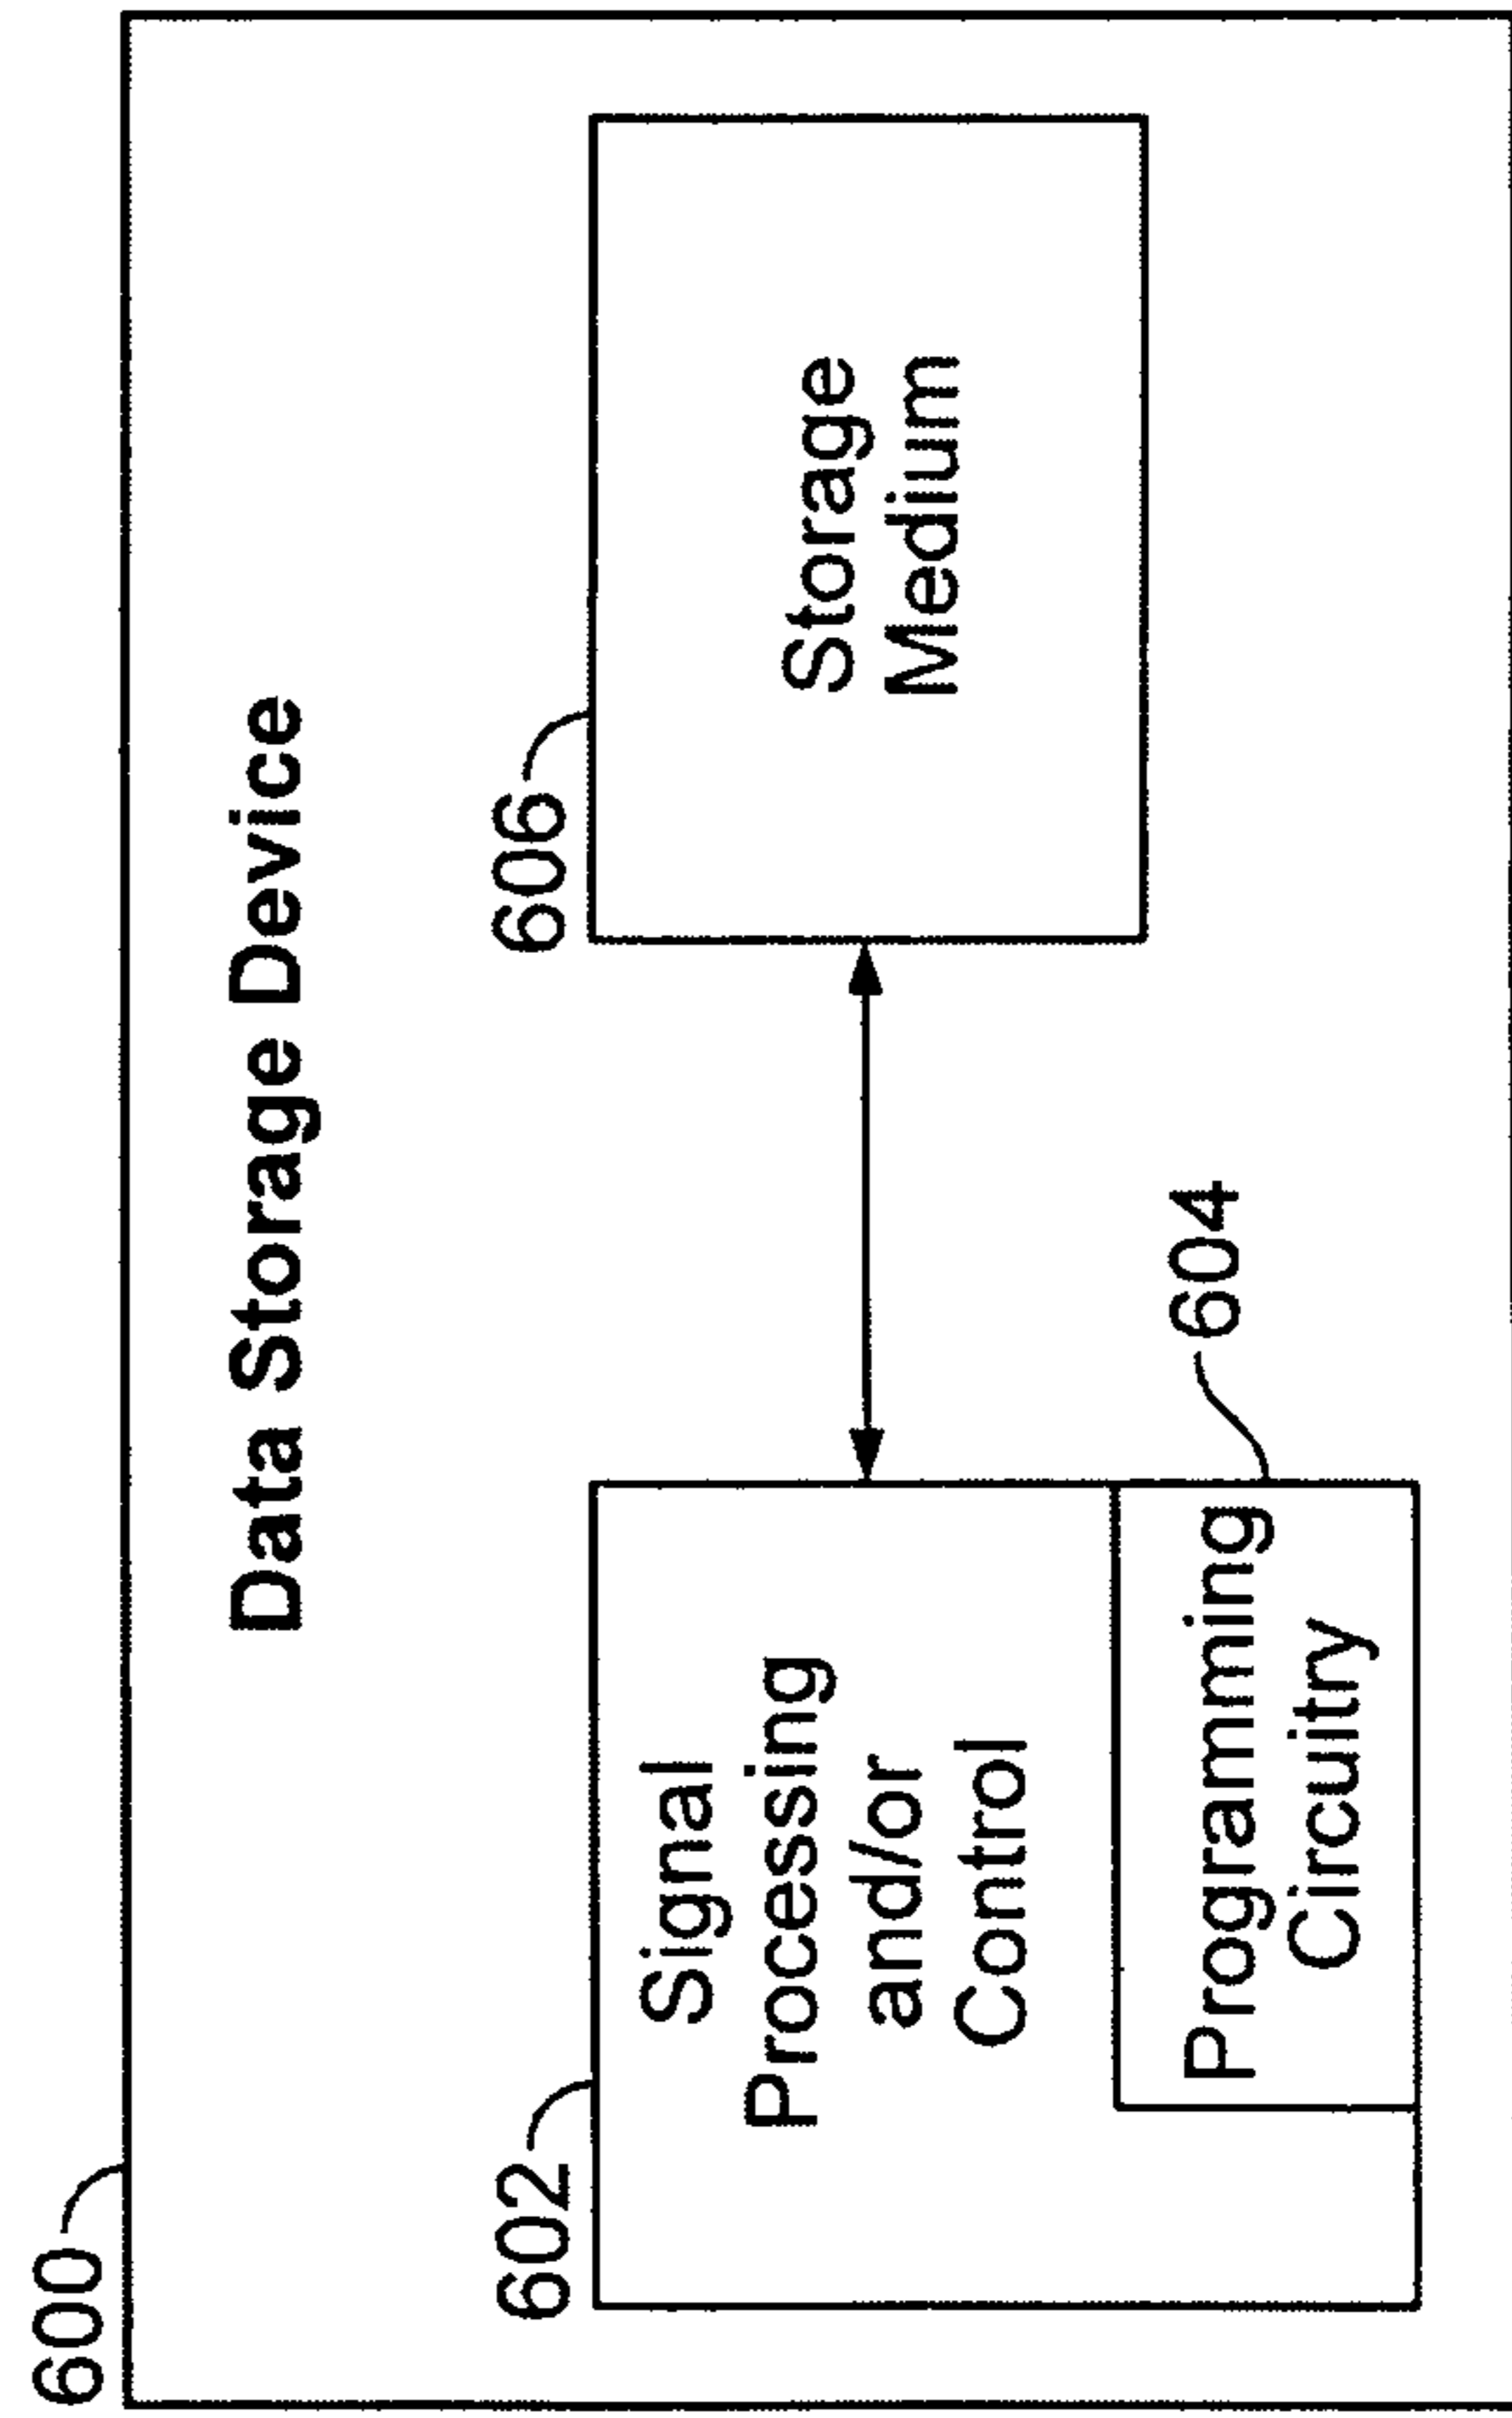 600
Data Storage Device
602
Signal
Processing
and/or
Control
Programming
Circuitry
604
606
Storage
Medium